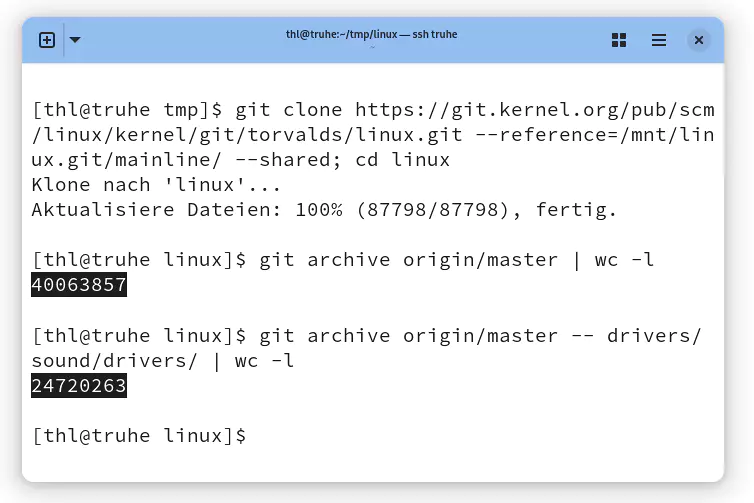 thl@truhe:~/tmp/linux — ssh truhe
[thl@truhe tmp]$ git clone https://git.kernel.org/pub/scm
/linux/kernel/git/torvalds/linux.git --reference=/mnt/lin
ux.git/mainline/ --shared; cd linux
Klone nach 'linux'...
Aktualisiere Dateien: 100% (87798/87798), fertig.
[thl@truhe linux]$ git archive origin/master | wc -l
40063857
[thl@truhe linux]$ git archive origin/master -- drivers/
sound/drivers/ | wc -l
24720263
[thl@truhe linux]$